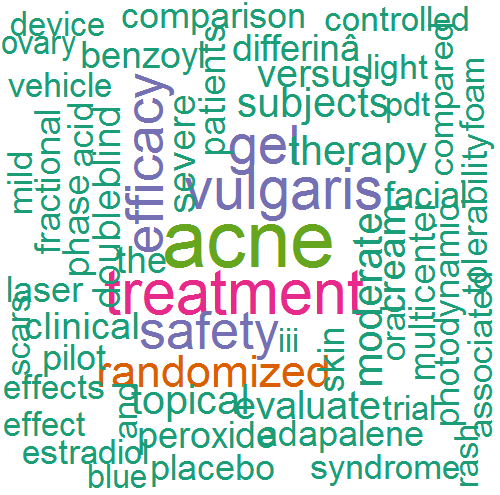 device
comparison
controlled
ovary
benzoyl
differinâ
vehicle
patients
versus
light
compared
foam
subjects
pdt
mild
fractional
phase
acid
doubleblind
efficacy
severe
gel
therapy
vulgaris
facial
tolerability
the
acne
moderate
cream
oral
multicenter
photodynamic
associated
laser
treatment
scars
clinical
safety
iii
skin
pilot
randomized
effects
and
topical
evaluate
trial
effect
peroxide
adapalene
rash
estradiol
blue
placebo
syndrome